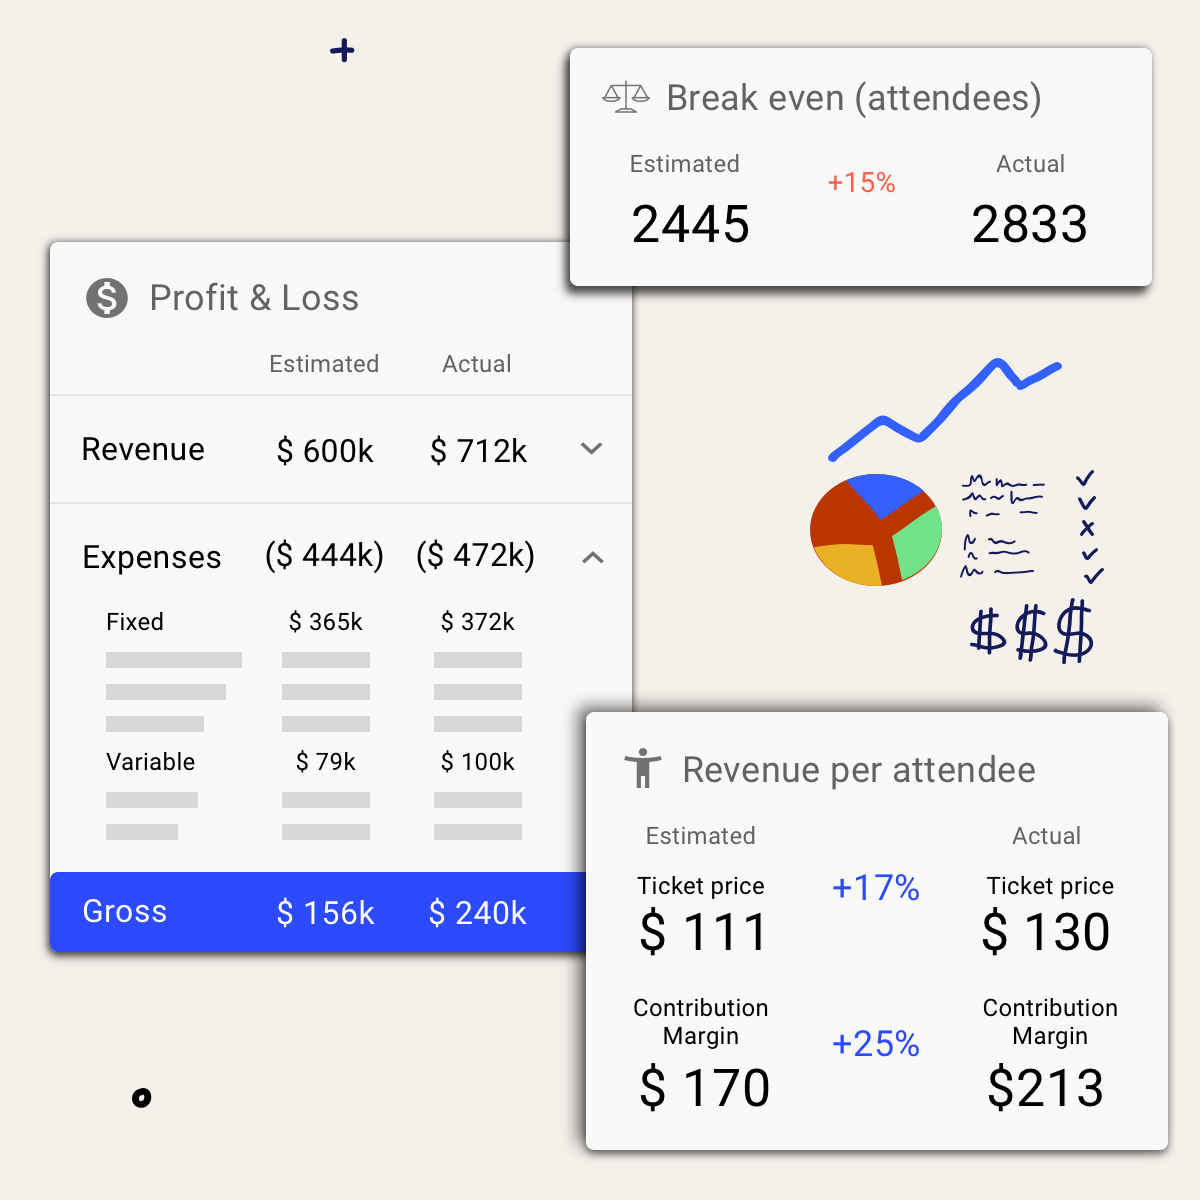 Break even (attendees)
Estimated
+15%
Actual
2445
2833
Profit & Loss
Estimated Actual
Revenue $ 600k $ 712k
Expenses ($ 444k) ($ 472k)
Fixed $ 365k $ 372k
Variable $ 79k $ 100k
Gross $ 156k $ 240k
$ $ $
Revenue per attendee
Estimated Actual
Ticket price +17% Ticket price
$ 111 $ 130
Contribution Contribution
Margin +25% Margin
$ 170 $213